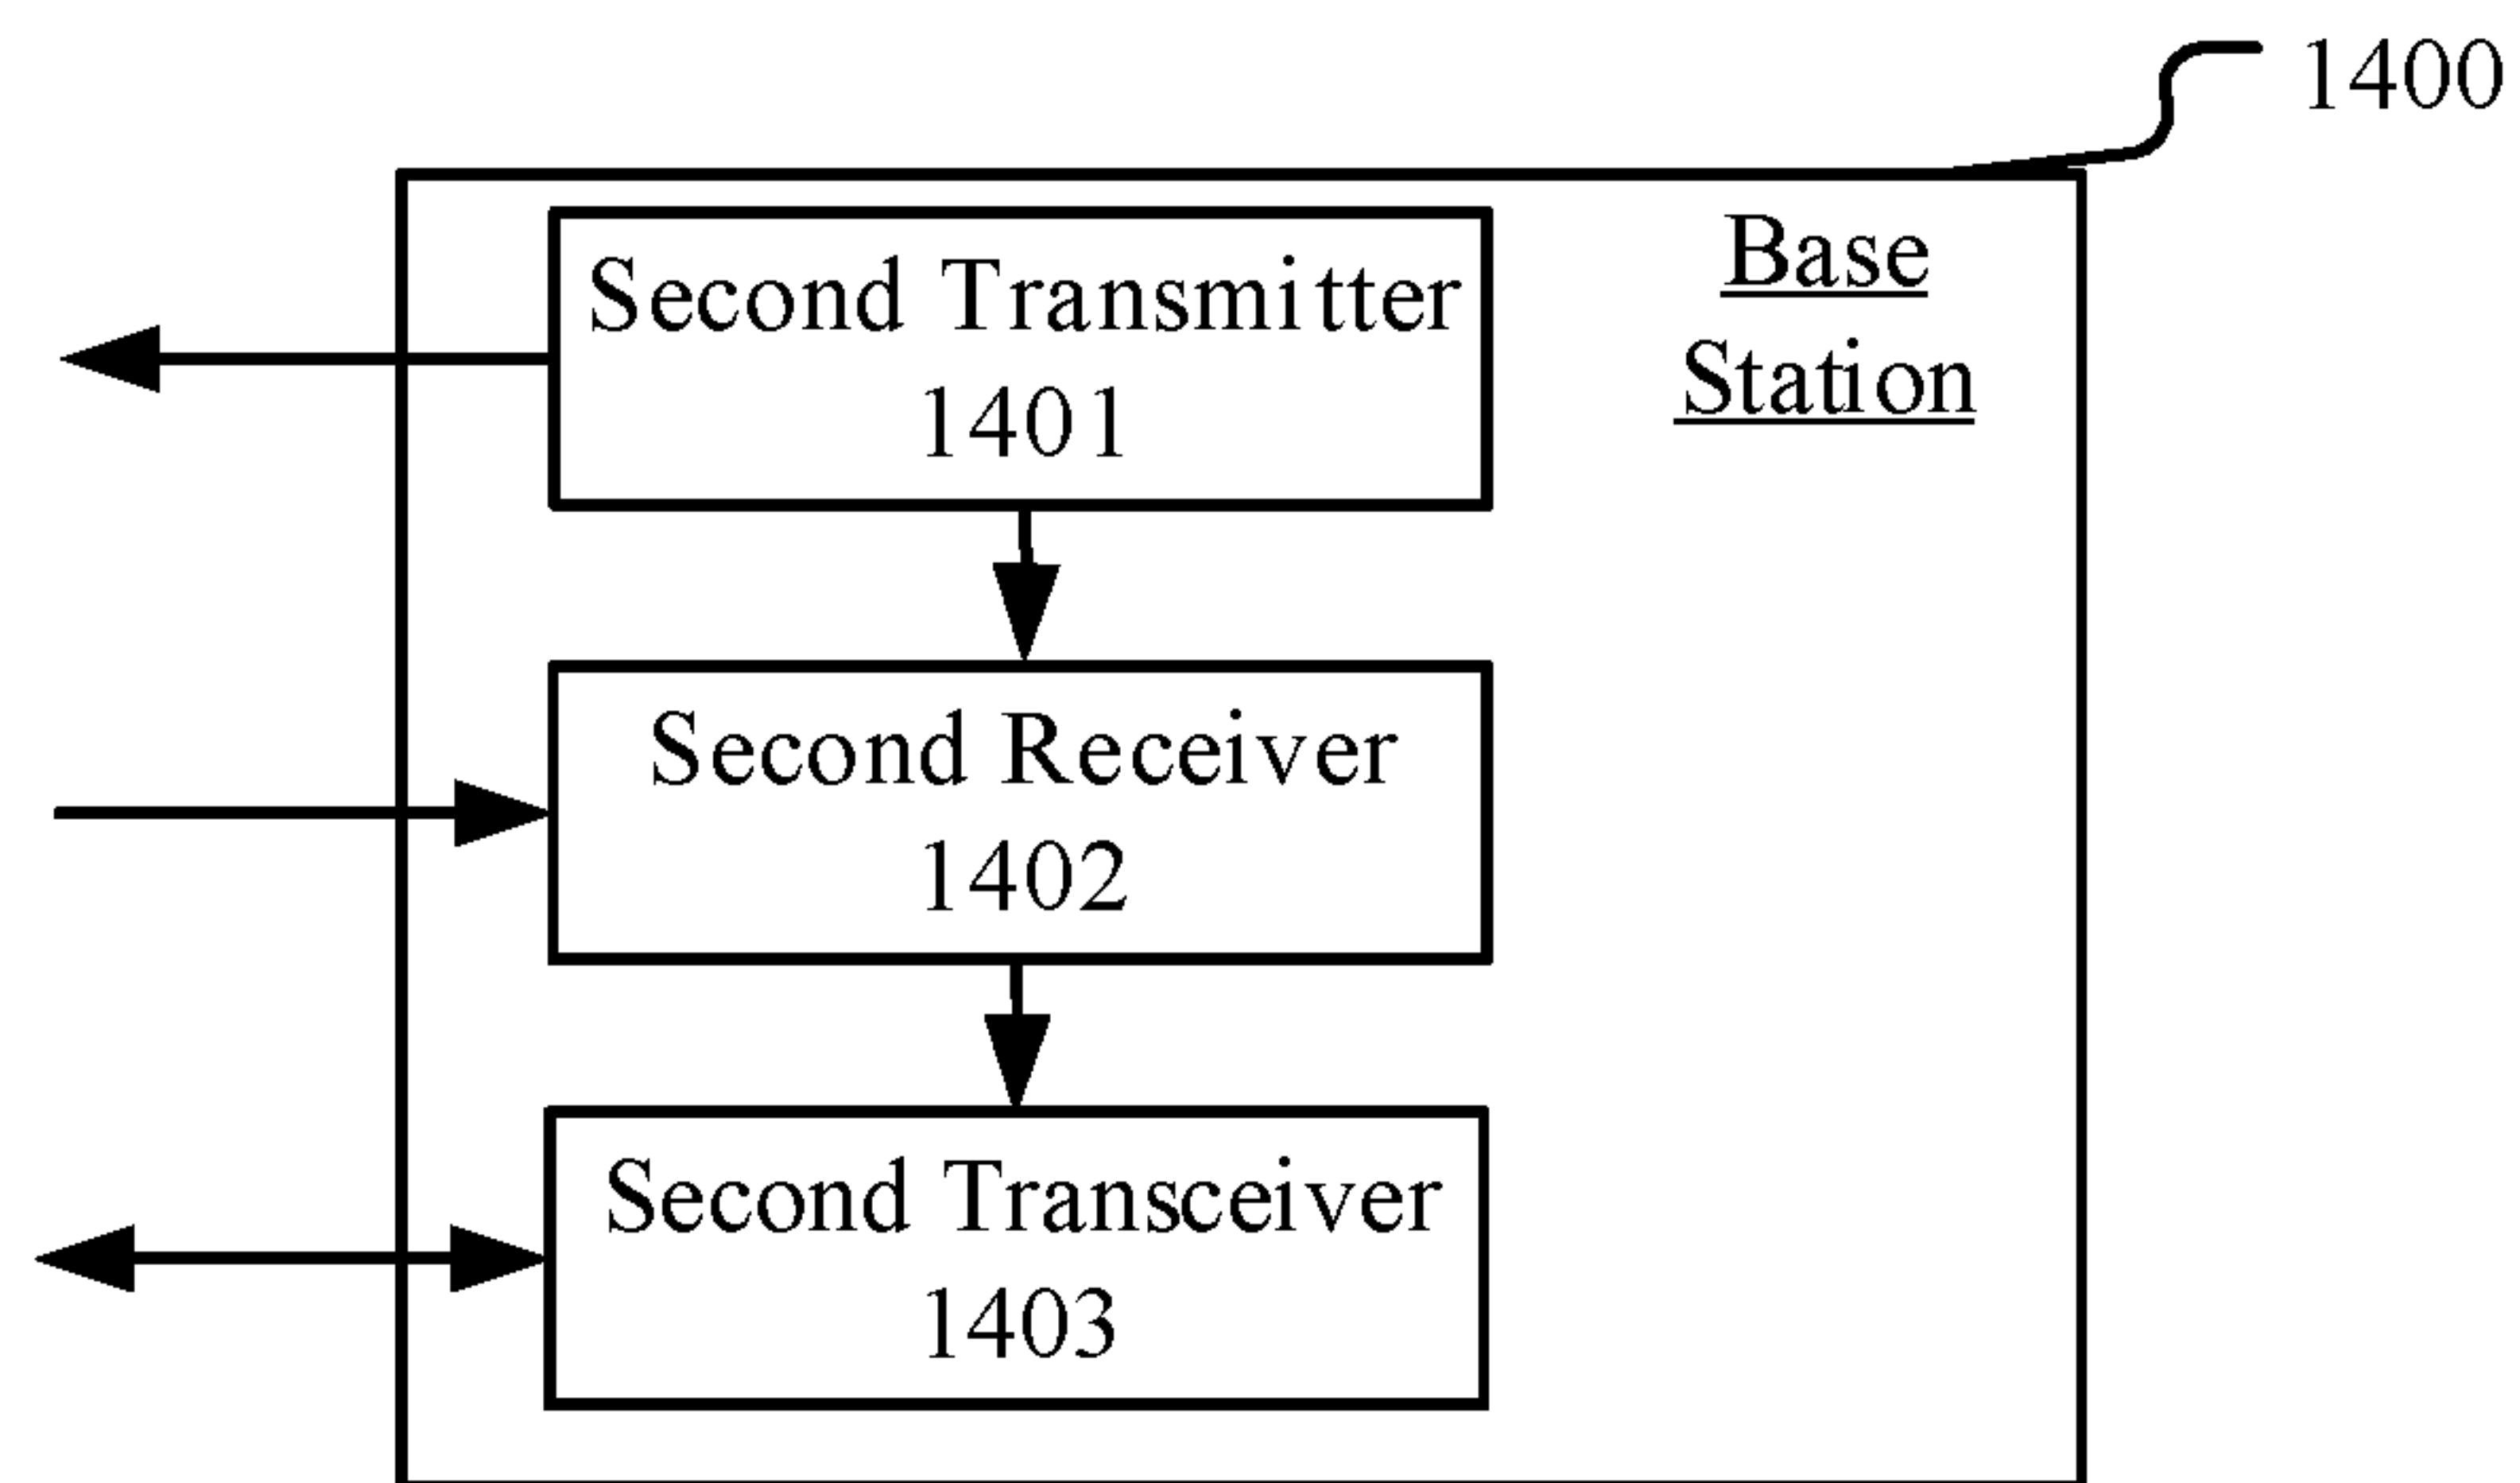 1400
Base
Station
Second Transmitter
1401
Second Receiver
1402
Second Transceiver
1403